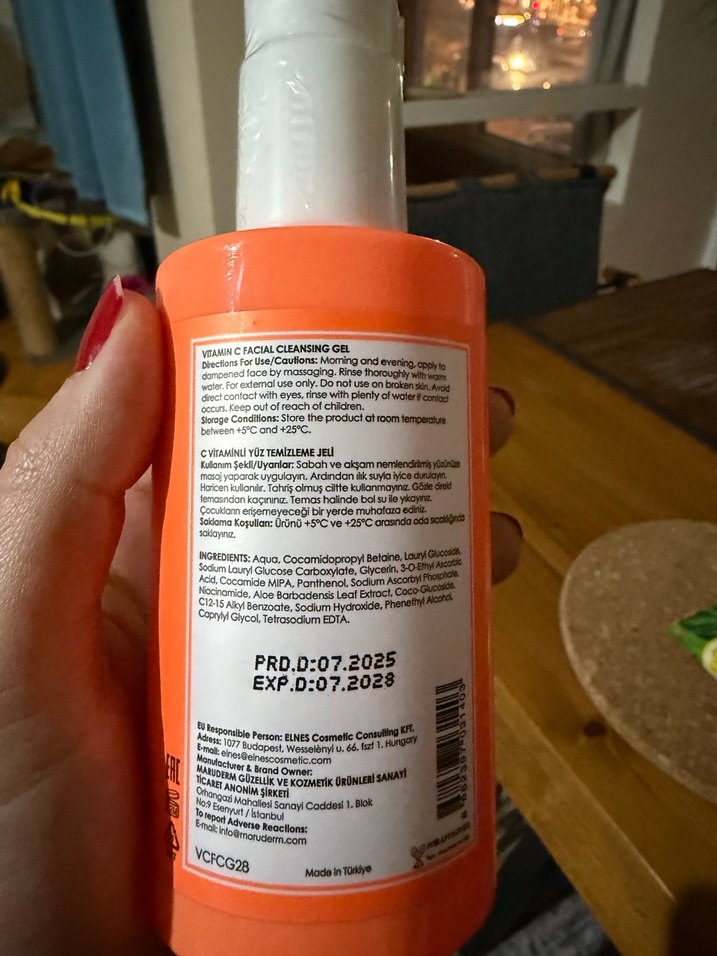 VITAMIN C FACIAL CLEANSING GEL
Directions For Use/Cautions: Morning and evening, apply to
dampened face by massaging. Rinse thoroughly with warm
water. For external use only. Do not use on broken skin. Avoid
direct contact with eyes, rinse with plenty of water if contact
occurs. Keep out of reach of children.
Storage Conditions: Store the product at room temperature
between +5°C and +25°C.
C VİTAMİNLİ YÜZ TEMİZLEME JELİ
Kullanım Şekli/Uyarılar: Sabah ve akşam nemlendirilmiş yüzünüze
masaj yaparak uygulayın. Ardından ılık suyla iyice durulayın.
Haricen kullanılır. Tahriş olmuş ciltte kullanmayınız. Gözle direkt
temasından kaçınınız. Temas halinde bol su ile yıkayınız.
Çocukların erişemeyeceği bir yerde muhafaza ediniz.
Saklama Koşulları: Ürünü +5°C ve +25°C arasında oda sıcaklığında
saklayınız.
INGREDIENTS: Aqua, Cocamidopropyl Betaine, Lauryl Glucoside,
Sodium Lauryl Glucose Carboxylate, Glycerin, 3-O-Ethyl Ascorbic
Acid, Cocamide MIPA, Panthenol, Sodium Ascorbyl Phosphate,
Niacinamide, Aloe Barbadensis Leaf Extract, Coco-Glucoside,
C12-15 Alkyl Benzoate, Sodium Hydroxide, Phenethyl Alcohol,
Caprylyl Glycol, Tetrasodium EDTA.
PRD.D:07.2025
EXP.D:07.2028
EU Responsible Person: ELNES Cosmetic Consulting KFT.
Adress: 1077 Budapest, Wesselènyi u. 66. fszt 1. Hungary
E-mail: elnes@elnescosmetic.com
Manufacturer & Brand Owner:
MARUDERM GÜZELLİK VE KOZMETİK ÜRÜNLERİ SANAYİ
TİCARET ANONİM ŞİRKETİ
Orhangazi Mahallesi Sanayi Caddesi 1. Blok
No:9 Esenyurt / İstanbul
To report Adverse Reactions:
E-mail: info@maruderm.com
VCFCG28
Made in Türkiye
EAC